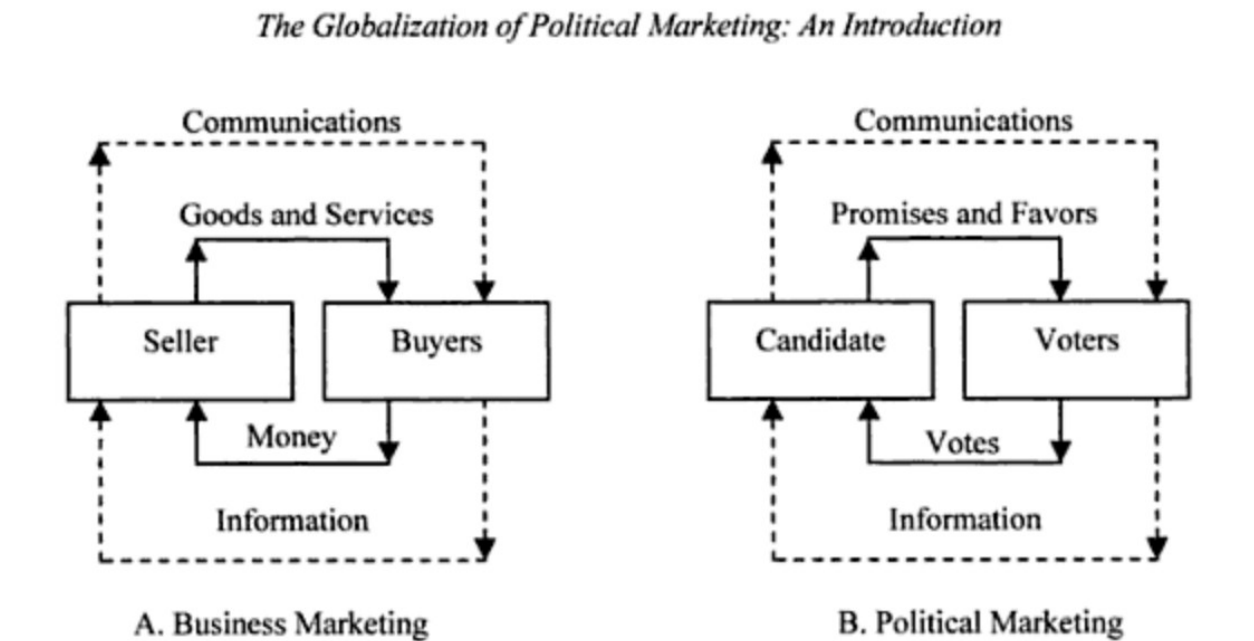 The Globalization of Political Marketing: An Introduction
Communications
Goods and Services
Seller
Buyers
Money
Information
A. Business Marketing
Communications
Promises and Favors
Candidate
Voters
Votes
Information
B. Political Marketing